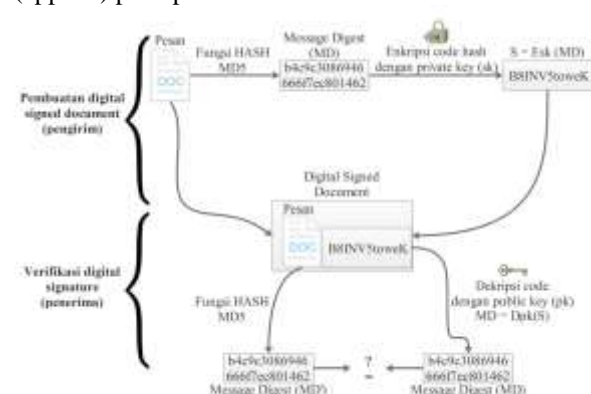 Pesan
Fungsi HASH
MD5
Message Digest
(MD)
b4c9c3086946
666f7ec801462
Enkripsi code hash
dengan private key (sk)
S = Esk (MD)
B8INV5toweK
Pembuatan digital
signed document
(pengirim)
DOC
Digital Signed
Document
Pesan
DOC
B8INV5toweK
Verifikasi digital
signature
(penerima)
Fungsi HASH
MD5
Dekripsi code
dengan public key (pk)
MD = Dpk(S)
b4c9c3086946
666f7ec801462
Message Digest (MD')
?
=
b4c9c3086946
666f7ec801462
Message Digest (MD)